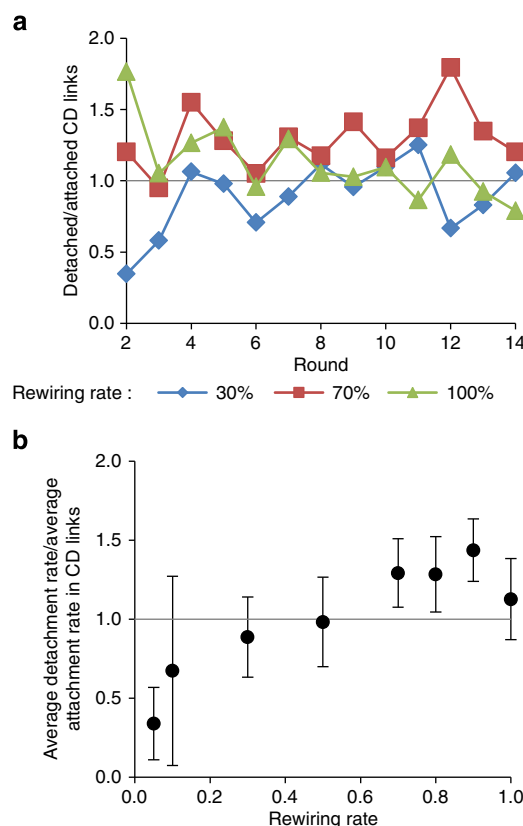 a
Detached/attached CD links
2.0
1.5
1.0
0.5
0.0
2 4 6 8 10 12 14
Round
Rewiring rate : 30% 70% 100%
b
Average detachment rate/average
attachment rate in CD links
2.0
1.5
1.0
0.5
0.0
0.0 0.2 0.4 0.6 0.8 1.0
Rewiring rate